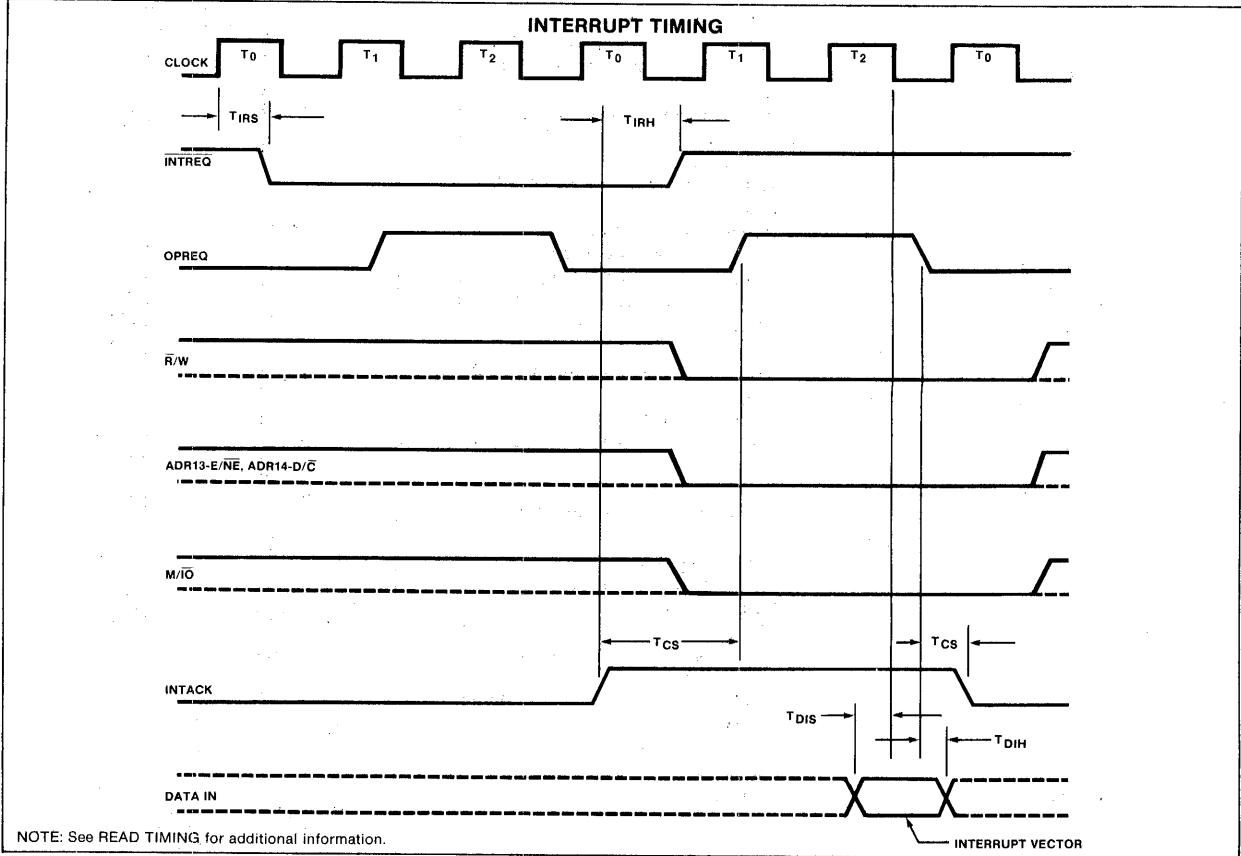 INTERRUPT TIMING
CLOCK
T0 T1 T2 T0 T1 T2 T0
TIRS TIRH
INTREQ
OPREQ
R/W
ADR13-E/NE, ADR14-D/C
M/IO
TCS TCS
INTACK
TDIS
TDIH
DATA IN
INTERRUPT VECTOR
NOTE: See READ TIMING for additional information.